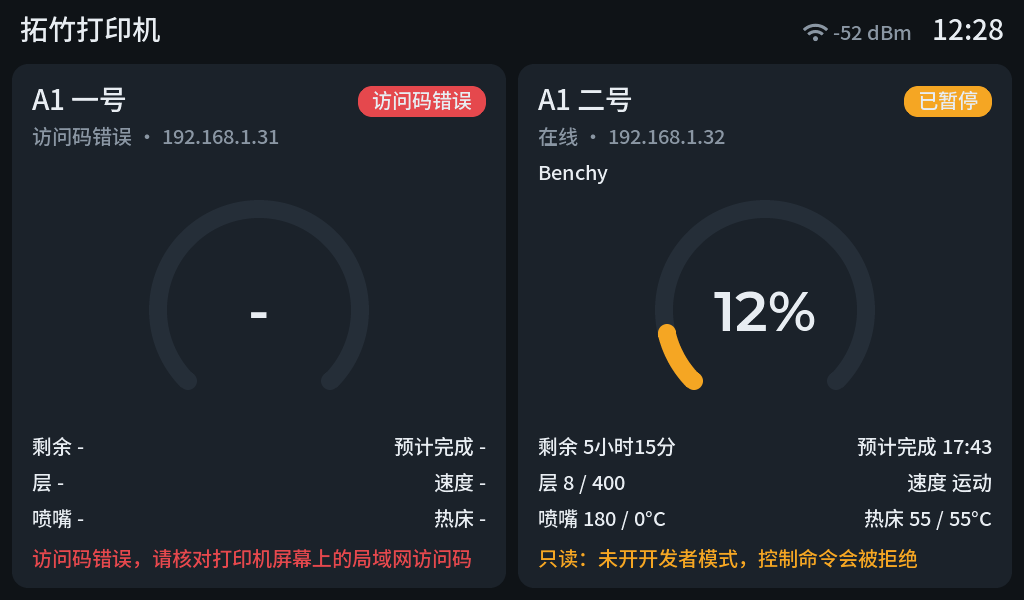 拓竹打印机
-52 dBm 12:28
A1 一号
访问码错误
访问码错误 • 192.168.1.31
-
剩余 -
预计完成 -
层 -
速度 -
喷嘴 -
热床 -
访问码错误，请核对打印机屏幕上的局域网访问码
A1 二号
已暂停
在线 • 192.168.1.32
Benchy
12%
剩余 5小时15分
预计完成 17:43
层 8 / 400
速度 运动
喷嘴 180 / 0°C
热床 55 / 55°C
只读：未开开发者模式，控制命令会被拒绝